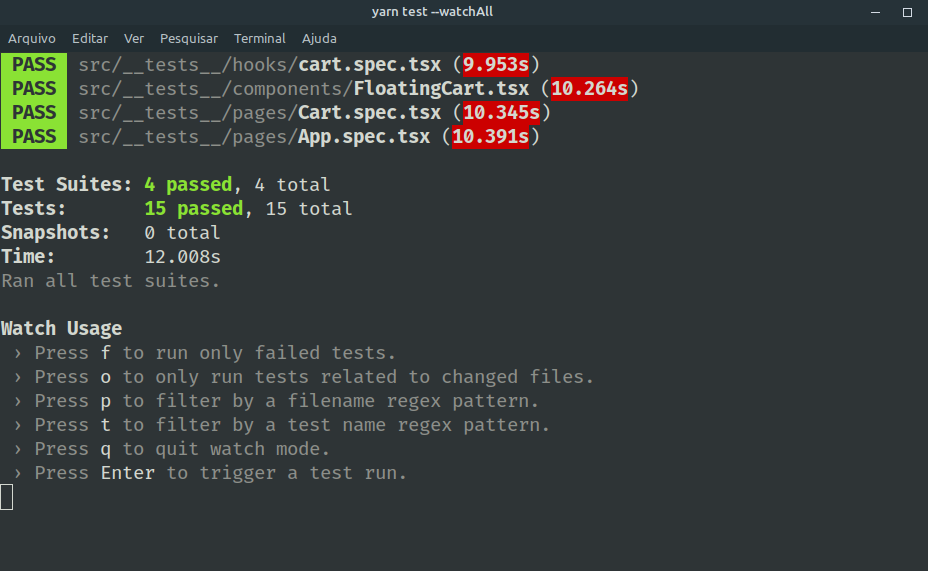 yarn test --watchAll
Arquivo Editar Ver Pesquisar Terminal Ajuda
PASS src/__tests__/hooks/cart.spec.tsx (9.953s)
PASS src/__tests__/components/FloatingCart.tsx (10.264s)
PASS src/__tests__/pages/Cart.spec.tsx (10.345s)
PASS src/__tests__/pages/App.spec.tsx (10.391s)
Test Suites: 4 passed, 4 total
Tests: 15 passed, 15 total
Snapshots: 0 total
Time: 12.008s
Ran all test suites.
Watch Usage
› Press f to run only failed tests.
› Press o to only run tests related to changed files.
› Press p to filter by a filename regex pattern.
› Press t to filter by a test name regex pattern.
› Press q to quit watch mode.
› Press Enter to trigger a test run.